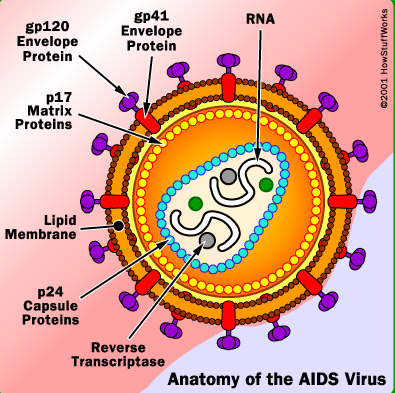 gp120
Envelope
Protein
gp41
Envelope
Protein
RNA
©2001 HowStuffWorks
p17
Matrix
Proteins
Lipid
Membrane
p24
Capsule
Proteins
Reverse
Transcriptase
Anatomy of the AIDS Virus